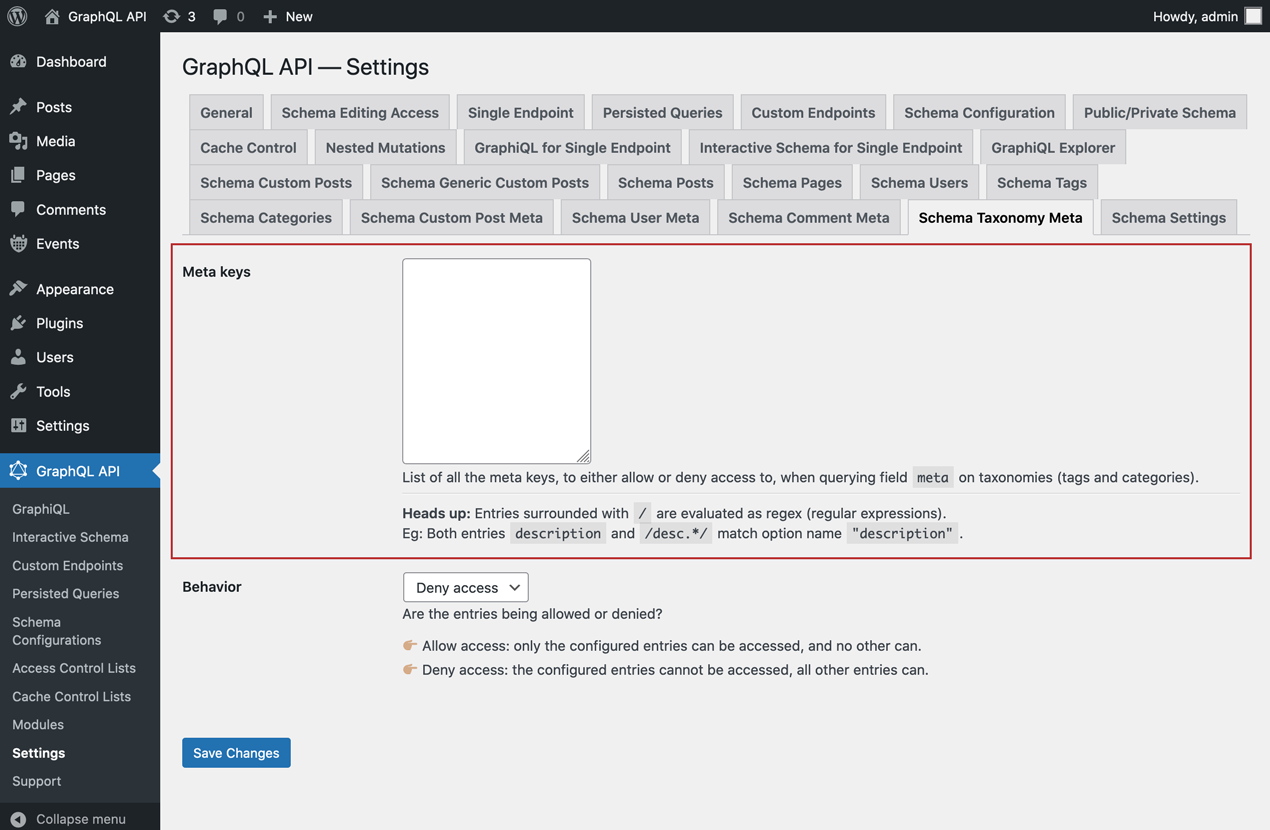 GraphQL API 3 0 New Howdy, admin
Dashboard
Posts
Media
Pages
Comments
Events
Appearance
Plugins
Users
Tools
Settings
GraphQL API
GraphiQL
Interactive Schema
Custom Endpoints
Persisted Queries
Schema
Configurations
Access Control Lists
Cache Control Lists
Modules
Settings
Support
Collapse menu
GraphQL API — Settings
General Schema Editing Access Single Endpoint Persisted Queries Custom Endpoints Schema Configuration Public/Private Schema
Cache Control Nested Mutations GraphiQL for Single Endpoint Interactive Schema for Single Endpoint GraphiQL Explorer
Schema Custom Posts Schema Generic Custom Posts Schema Posts Schema Pages Schema Users Schema Tags
Schema Categories Schema Custom Post Meta Schema User Meta Schema Comment Meta Schema Taxonomy Meta Schema Settings
Meta keys
List of all the meta keys, to either allow or deny access to, when querying field meta on taxonomies (tags and categories).
Heads up: Entries surrounded with / are evaluated as regex (regular expressions).
Eg: Both entries description and /desc.*/ match option name "description".
Behavior
Deny access
Are the entries being allowed or denied?
👉🏽 Allow access: only the configured entries can be accessed, and no other can.
👉🏽 Deny access: the configured entries cannot be accessed, all other entries can.
Save Changes